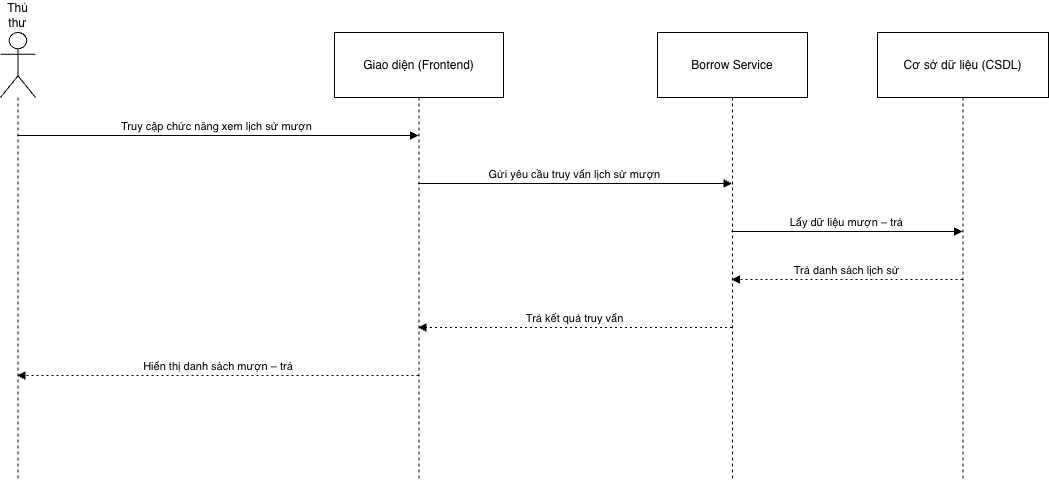 Thủ
thư
Giao diện (Frontend)
Borrow Service
Cơ sở dữ liệu (CSDL)
Truy cập chức năng xem lịch sử mượn
Gửi yêu cầu truy vấn lịch sử mượn
Lấy dữ liệu mượn – trả
Trả danh sách lịch sử
Trả kết quả truy vấn
Hiển thị danh sách mượn – trả